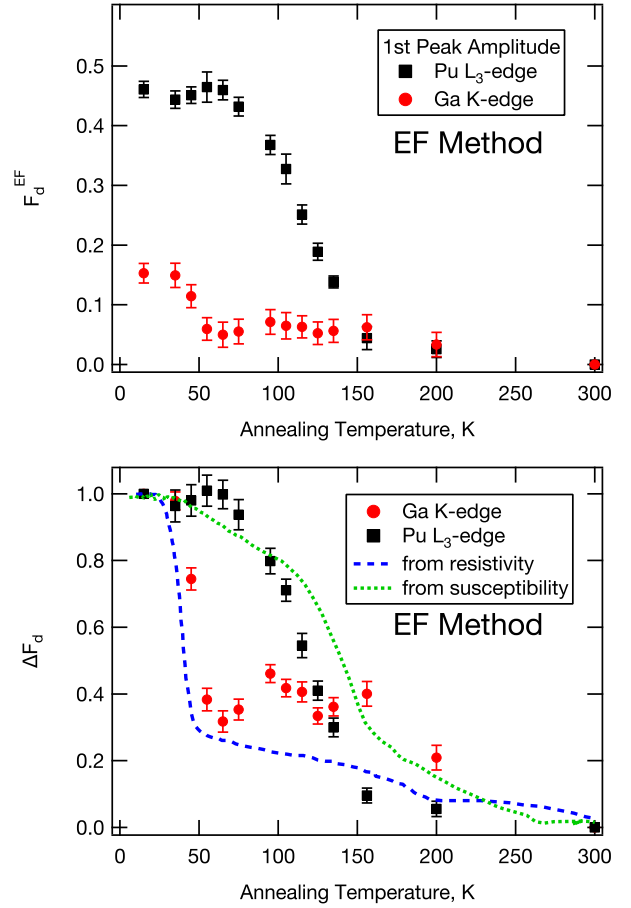 1st Peak Amplitude
Pu L3-edge
Ga K-edge
EF Method
0.5
0.4
0.3
0.2
0.1
0.0
FdEF
0 50 100 150 200 250 300
Annealing Temperature, K
Ga K-edge
Pu L3-edge
from resistivity
from susceptibility
EF Method
1.0
0.8
0.6
0.4
0.2
0.0
ΔFd
0 50 100 150 200 250 300
Annealing Temperature, K